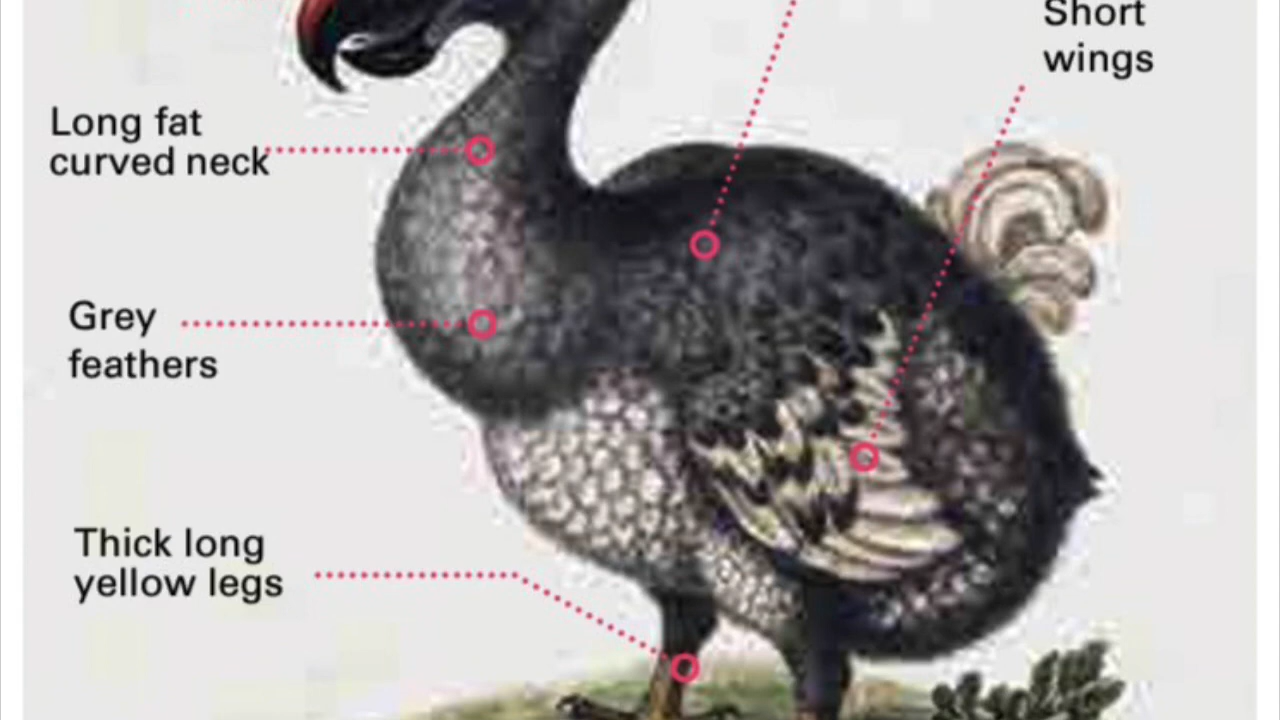 Short
wings
Long fat
curved neck
Grey
feathers
Thick long
yellow legs